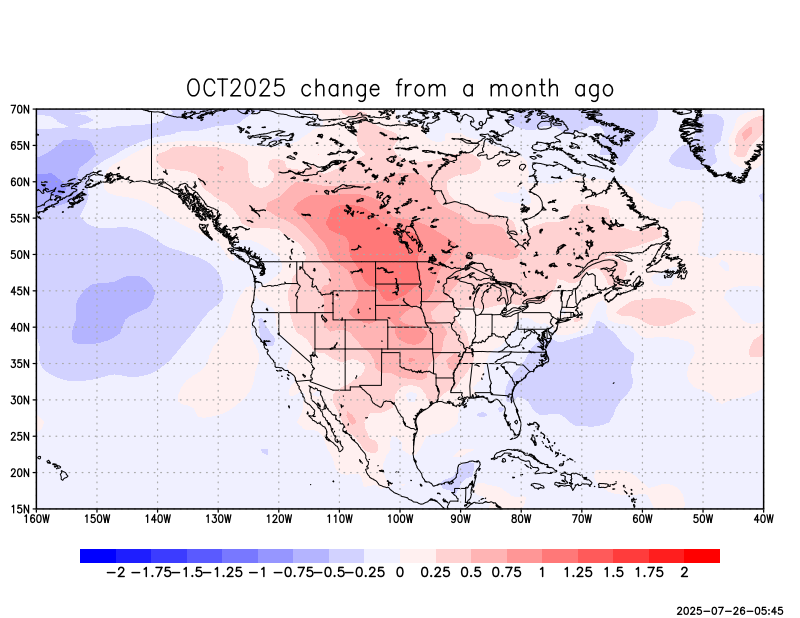 OCT2025 change from a month ago
70N
65N
60N
55N
50N
45N
40N
35N
30N
25N
20N
15N
160W 150W 140W 130W 120W 110W 100W 90W 80W 70W 60W 50W 40W
−2 −1.75 −1.5 −1.25 −1 −0.75 −0.5 −0.25 0 0.25 0.5 0.75 1 1.25 1.5 1.75 2
2025-07-26-05:45